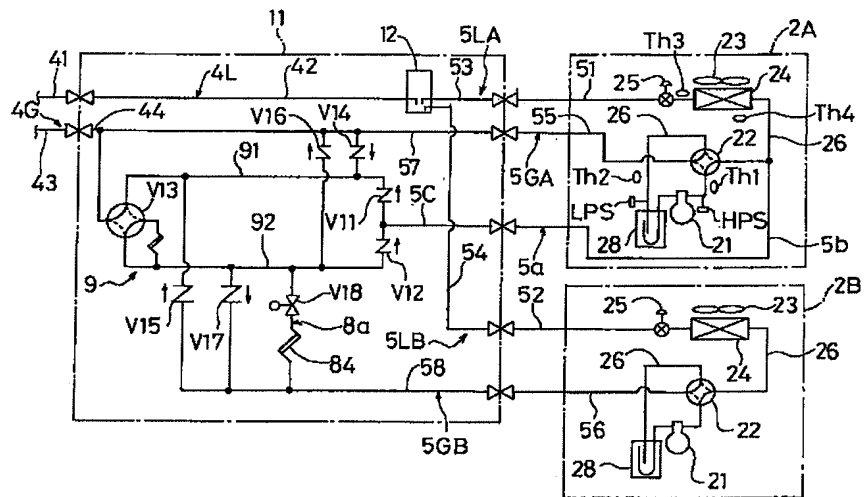 11
12
5LA
Th3
23
2A
41
4L
42
53
51
25
24
4G
44
V16
V14
55
26
22
Th4
43
91
57
5GA
26
V13
V11
5C
Th2
Th1
LPS
HPS
92
54
28
21
9
V12
5a
5b
V18
25
23
2B
V15
V17
8a
5LB
52
84
26
24
26
58
56
22
28
21
5GB